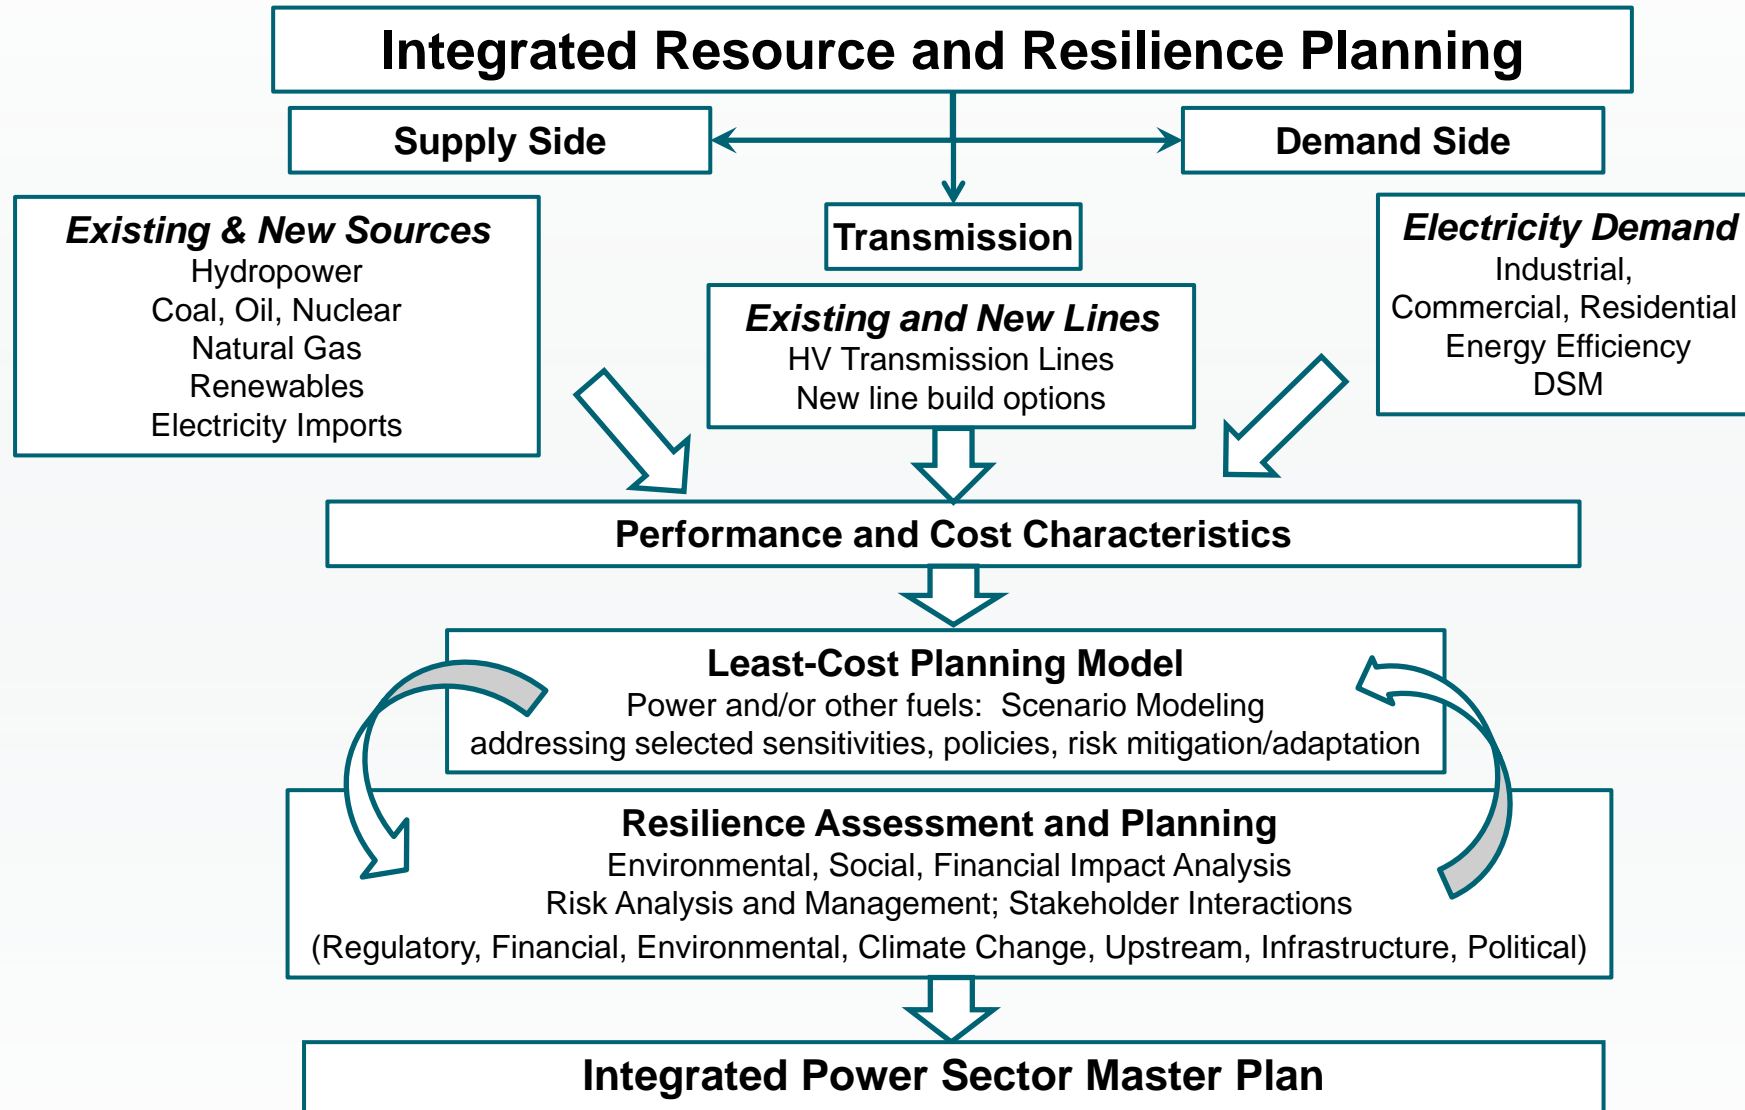 Integrated Resource and Resilience Planning
Supply Side
Demand Side
Existing & New Sources
Hydropower
Coal, Oil, Nuclear
Natural Gas
Renewables
Electricity Imports
Transmission
Existing and New Lines
HV Transmission Lines
New line build options
Electricity Demand
Industrial,
Commercial, Residential
Energy Efficiency
DSM
Performance and Cost Characteristics
Least-Cost Planning Model
Power and/or other fuels:  Scenario Modeling
addressing selected sensitivities, policies, risk mitigation/adaptation
Resilience Assessment and Planning
Environmental, Social, Financial Impact Analysis
Risk Analysis and Management; Stakeholder Interactions
(Regulatory, Financial, Environmental, Climate Change, Upstream, Infrastructure, Political)
Integrated Power Sector Master Plan